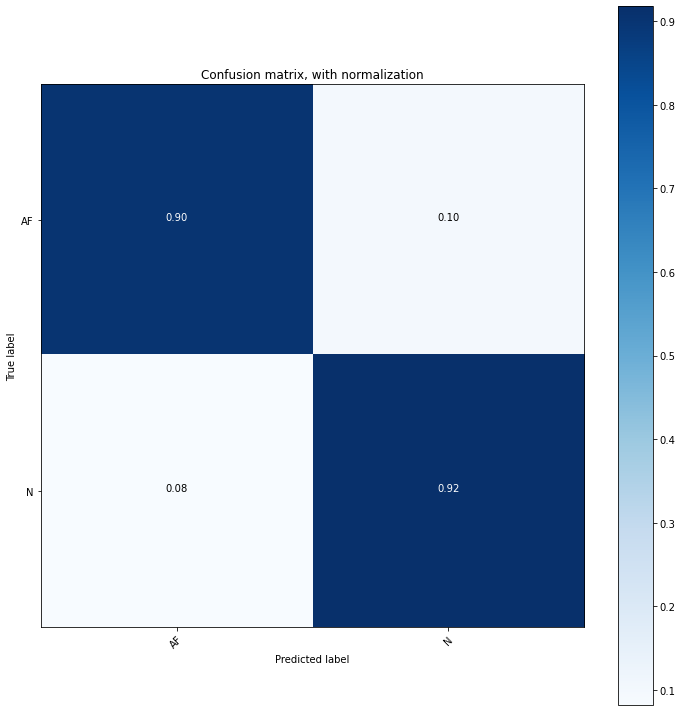 Confusion matrix, with normalization
True label
AF
0.90
0.10
N
0.08
0.92
AF
N
Predicted label
0.9
0.8
0.7
0.6
0.5
0.4
0.3
0.2
0.1